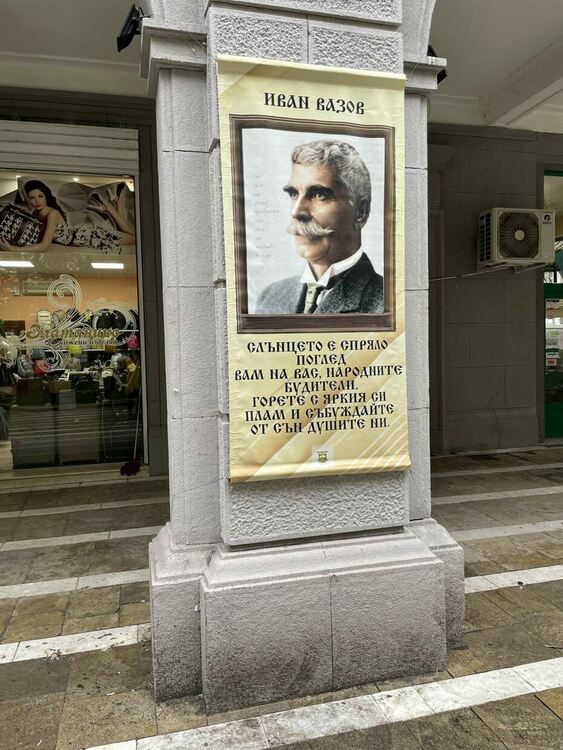 ИВАН ВАЗОВ
СЛЪНЦЕТО Е СПРЯЛО
ПОГЛЕД
ВАМ НА ВАС, НАРОДНИТЕ
БУДИТЕЛИ.
ГОРЕТЕ С ЯРКИЯ СИ
ПЛАМ И СЪБУЖДАЙТЕ
ОТ СЪН ДУШИТЕ НИ.